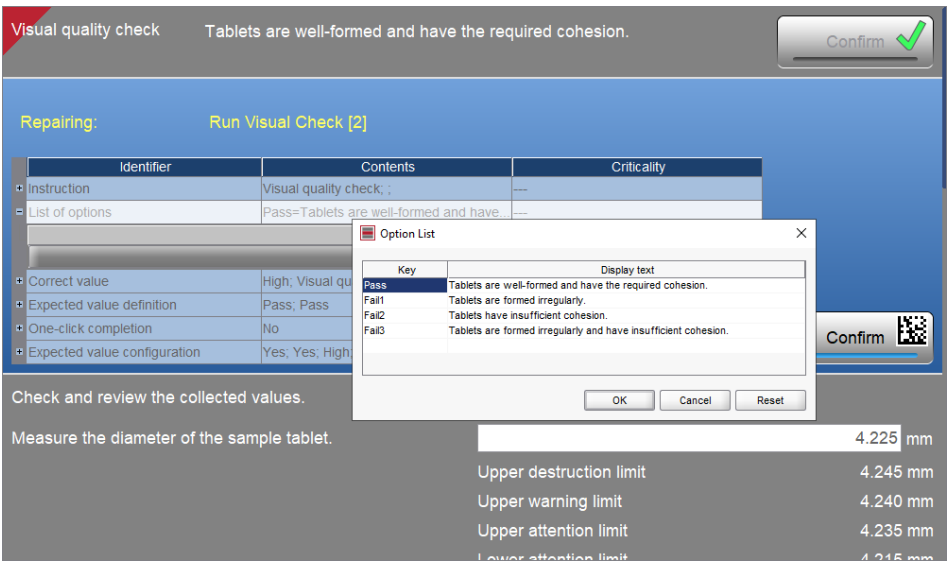 Visual quality check Tablets are well-formed and have the required cohesion. Confirm
Repairing: Run Visual Check [2]
Identifier Contents Criticality
Instruction Visual quality check; ; ---
List of options Pass=Tablets are well-formed and have... ---
Option List
Key Display text
Pass Tablets are well-formed and have the required cohesion.
Fail1 Tablets are formed irregularly.
Fail2 Tablets have insufficient cohesion.
Fail3 Tablets are formed irregularly and have insufficient cohesion.
OK Cancel Reset
Correct value High; Visual qu
Expected value definition Pass; Pass
One-click completion No
Expected value configuration Yes; Yes; High;
Confirm
Check and review the collected values.
Measure the diameter of the sample tablet. 4.225 mm
Upper destruction limit 4.245 mm
Upper warning limit 4.240 mm
Upper attention limit 4.235 mm
Lower attention limit 4.215 mm